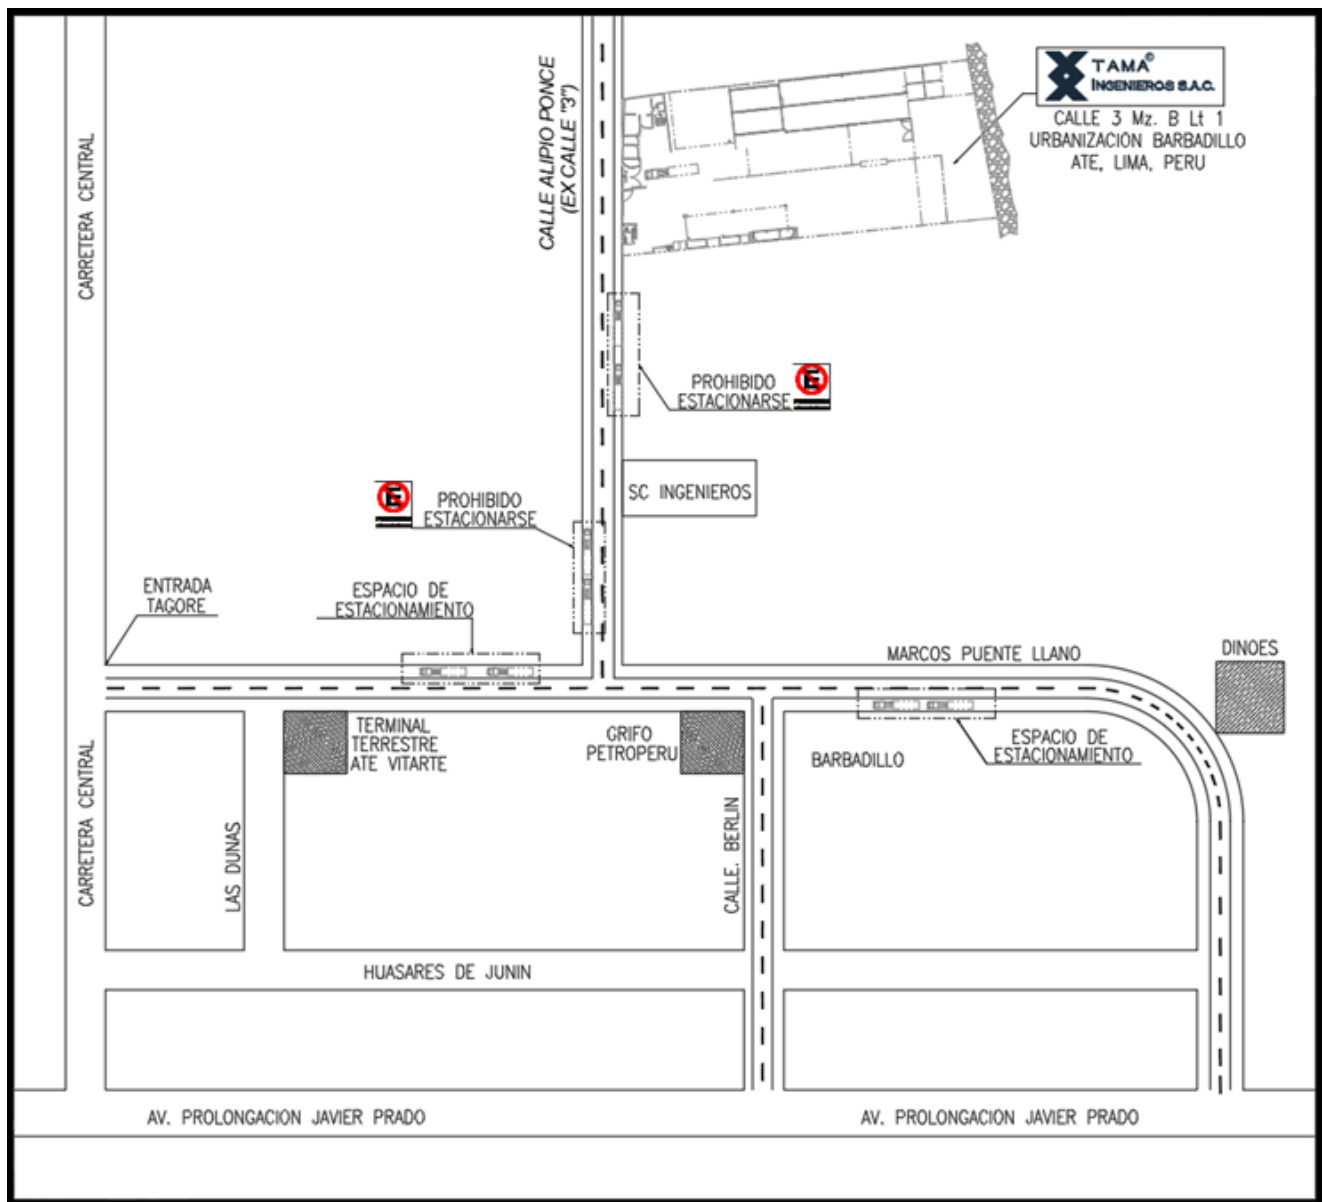 CARRETERA CENTRAL
CALLE ALIPIO PONCE
(EX CALLE "3")
TAMA©
INGENIEROS S.A.C.
CALLE 3 Mz. B Lt 1
URBANIZACIÓN BARBADILLO
ATE, LIMA, PERU
PROHIBIDO
ESTACIONARSE
E
SC INGENIEROS
E
PROHIBIDO
ESTACIONARSE
ENTRADA
TAGORE
ESPACIO DE
ESTACIONAMIENTO
MARCOS PUENTE LLANO
DINOES
CARRETERA CENTRAL
TERMINAL
TERRESTRE
ATE VITARTE
GRIFO
PETROPERU
BARBADILLO
ESPACIO DE
ESTACIONAMIENTO
LAS DUNAS
CALLE. BERLIN
HUASARES DE JUNIN
AV. PROLONGACION JAVIER PRADO
AV. PROLONGACION JAVIER PRADO